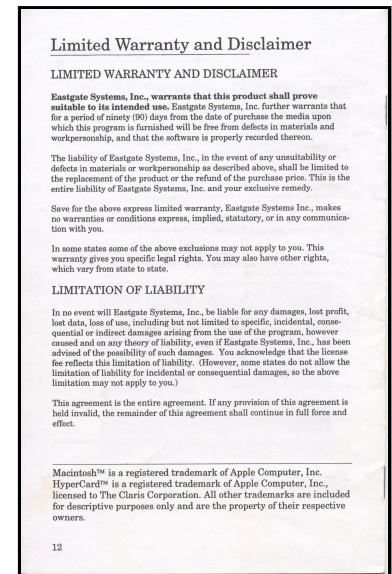 Limited Warranty and Disclaimer
LIMITED WARRANTY AND DISCLAIMER
Eastgate Systems, Inc., warrants that this product shall prove
suitable to its intended use. Eastgate Systems, Inc. further warrants that
for a period of ninety (90) days from the date of purchase the media upon
which this program is furnished will be free from defects in materials and
workpersonship, and that the software is properly recorded thereon.
The liability of Eastgate Systems, Inc., in the event of any unsuitability or
defects in materials or workpersonship as described above, shall be limited to
the replacement of the product or the refund of the purchase price. This is the
entire liability of Eastgate Systems, Inc. and your exclusive remedy.
Save for the above express limited warranty, Eastgate Systems Inc., makes
no warranties or conditions express, implied, statutory, or in any communica-
tion with you.
In some states some of the above exclusions may not apply to you. This
warranty gives you specific legal rights. You may also have other rights,
which vary from state to state.
LIMITATION OF LIABILITY
In no event will Eastgate Systems, Inc., be liable for any damages, lost profit,
lost data, loss of use, including but not limited to specific, incidental, conse-
quential or indirect damages arising from the use of the program, however
caused and on any theory of liability, even if Eastgate Systems, Inc., has been
advised of the possibility of such damages. You acknowledge that the license
fee reflects this limitation of liability. (However, some states do not allow the
limitation of liability for incidental or consequential damages, so the above
limitation may not apply to you.)
This agreement is the entire agreement. If any provision of this agreement is
held invalid, the remainder of this agreement shall continue in full force and
effect.
Macintosh™ is a registered trademark of Apple Computer, Inc.
HyperCard™ is a registered trademark of Apple Computer, Inc.,
licensed to The Claris Corporation. All other trademarks are included
for descriptive purposes only and are the property of their respective
owners.
12